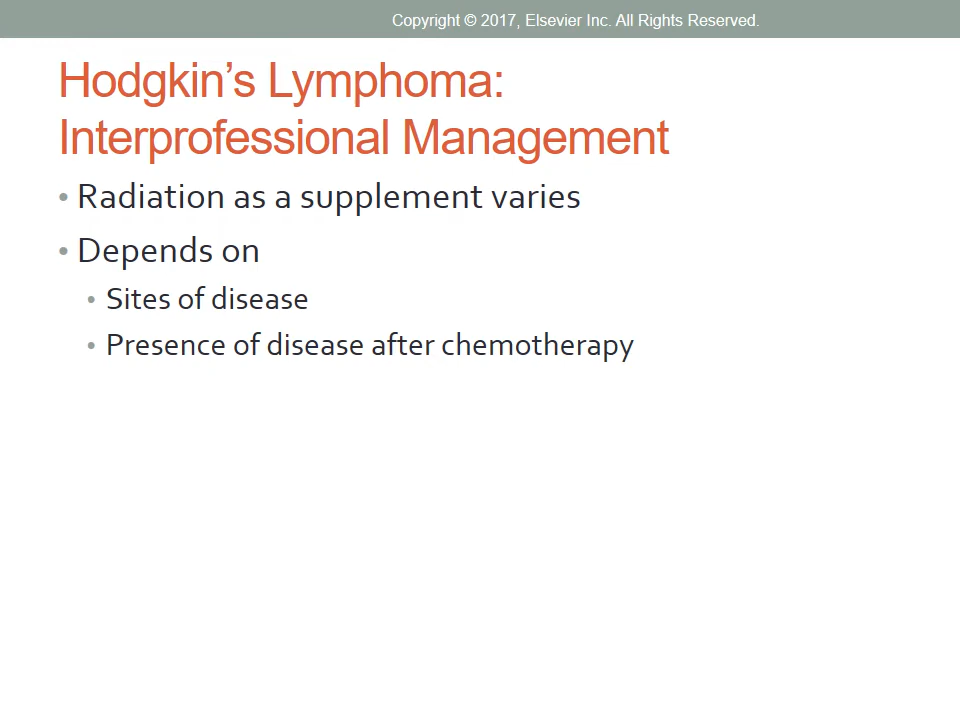 Copyright © 2017, Elsevier Inc. All Rights Reserved.
Hodgkin’s Lymphoma:
Interprofessional Management
• Radiation as a supplement varies
• Depends on
• Sites of disease
• Presence of disease after chemotherapy